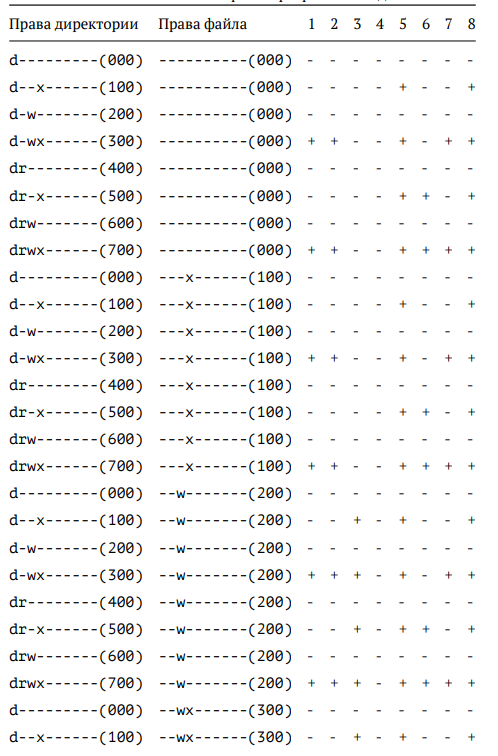 Права директории Права файла 1 2 3 4 5 6 7 8
d---------(000) ----------(000) - - - - - - - -
d--x------(100) ----------(000) - - - - + - - +
d-w-------(200) ----------(000) - - - - - - - -
d-wx------(300) ----------(000) + + - - + - + +
dr--------(400) ----------(000) - - - - - - - -
dr-x------(500) ----------(000) - - - - + + - +
drw-------(600) ----------(000) - - - - - - - -
drwx------(700) ----------(000) + + - - + + + +
d---------(000) ---x------(100) - - - - - - - -
d--x------(100) ---x------(100) - - - - + - - +
d-w-------(200) ---x------(100) - - - - - - - -
d-wx------(300) ---x------(100) + + - - + - + +
dr--------(400) ---x------(100) - - - - - - - -
dr-x------(500) ---x------(100) - - - - + + - +
drw-------(600) ---x------(100) - - - - - - - -
drwx------(700) ---x------(100) + + - - + + + +
d---------(000) --w-------(200) - - - - - - - -
d--x------(100) --w-------(200) - - + - + - - +
d-w-------(200) --w-------(200) - - - - - - - -
d-wx------(300) --w-------(200) + + + - + - + +
dr--------(400) --w-------(200) - - - - - - - -
dr-x------(500) --w-------(200) - - + - + + - +
drw-------(600) --w-------(200) - - - - - - - -
drwx------(700) --w-------(200) + + + - + + + +
d---------(000) --wx------(300) - - - - - - - -
d--x------(100) --wx------(300) - - + - + - - +